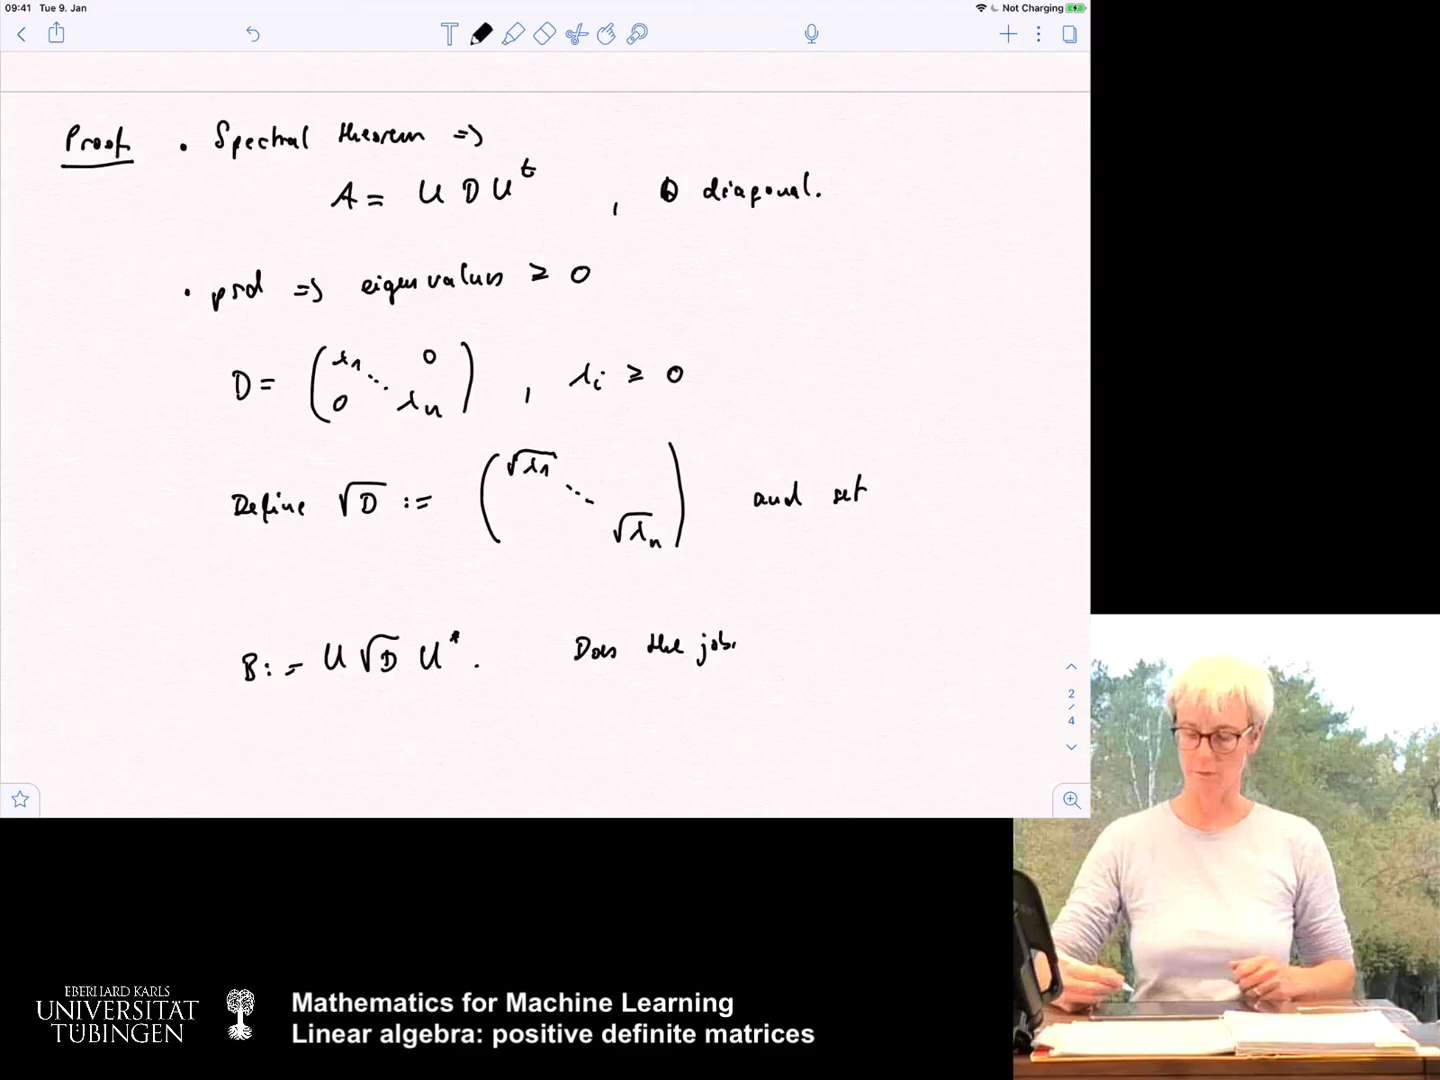 09:41 Tue 9. Jan
Not Charging
Proof . Spectral theorem =>
A = U D U^t , D diagonal.
. psd => eigenvalues ≥ 0
D = ( λ1 0 ⋱ 0 λn ) , λi ≥ 0
Define √D := ( √λ1 ⋱ √λn ) and set
B := U √D U^t . Does the job.
2
/
4
EBERHARD KARLS
UNIVERSITÄT
TÜBINGEN
Mathematics for Machine Learning
Linear algebra: positive definite matrices